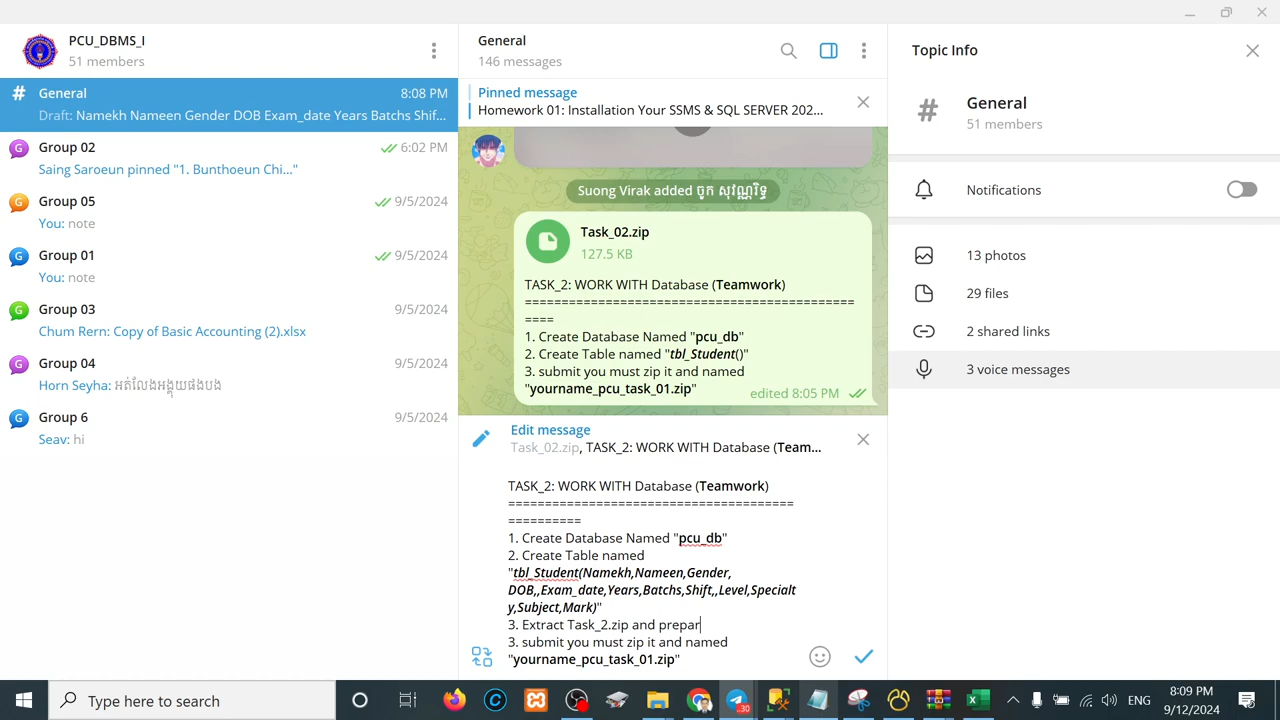 PCU_DBMS_I
51 members
General
8:08 PM
Draft: Namekh Nameen Gender DOB Exam_date Years Batchs Shif...
Group 02
6:02 PM
Saing Saroeun pinned "1. Bunthoeun Chi..."
Group 05
9/5/2024
You: note
Group 01
9/5/2024
You: note
Group 03
9/5/2024
Chum Rern: Copy of Basic Accounting (2).xlsx
Group 04
9/5/2024
Horn Seyha: អត់លែងអង្គុយផងបង
Group 6
9/5/2024
Seav: hi
General
146 messages
Pinned message
Homework 01: Installation Your SSMS & SQL SERVER 202...
Suong Virak added ចូក សុវណ្ណរិទ្ធ
Task_02.zip
127.5 KB
TASK_2: WORK WITH Database (Teamwork)
=============================================
====
1. Create Database Named "pcu_db"
2. Create Table named "tbl_Student()"
3. submit you must zip it and named
"yourname_pcu_task_01.zip"
edited 8:05 PM
Edit message
Task_02.zip, TASK_2: WORK WITH Database (Team...
TASK_2: WORK WITH Database (Teamwork)
=======================================
==========
1. Create Database Named "pcu_db"
2. Create Table named
"tbl_Student(Namekh,Nameen,Gender,
DOB,,Exam_date,Years,Batchs,Shift,,Level,Specialt
y,Subject,Mark)"
3. Extract Task_2.zip and prepar
3. submit you must zip it and named
"yourname_pcu_task_01.zip"
Topic Info
General
51 members
Notifications
13 photos
29 files
2 shared links
3 voice messages
Type here to search
.30
ENG
8:09 PM
9/12/2024